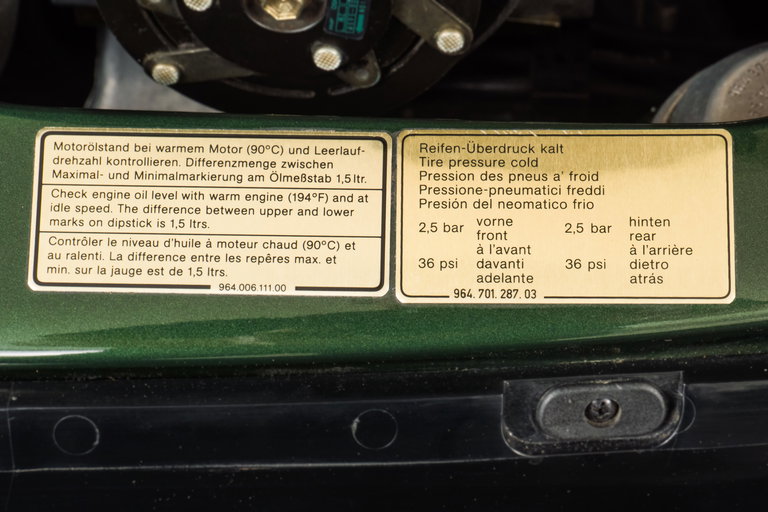 Motorölstand bei warmem Motor (90°C) und Leerlauf-
drehzahl kontrollieren. Differenzmenge zwischen
Maximal- und Minimalmarkierung am Ölmeßstab 1,5 ltr.
Check engine oil level with warm engine (194°F) and at
idle speed. The difference between upper and lower
marks on dipstick is 1,5 ltrs.
Contrôler le niveau d'huile à moteur chaud (90°C) et
au ralenti. La difference entre les repêres max. et
min. sur la jauge est de 1,5 ltrs.
964.006.111.00
Reifen-Überdruck kalt
Tire pressure cold
Pression des pneus a' froid
Pressione-pneumatici freddi
Presión del neomatico frio
2,5 bar
36 psi
vorne
front
à l'avant
davanti
adelante
2,5 bar
36 psi
hinten
rear
à l'arrière
dietro
atrás
964.701.287.03